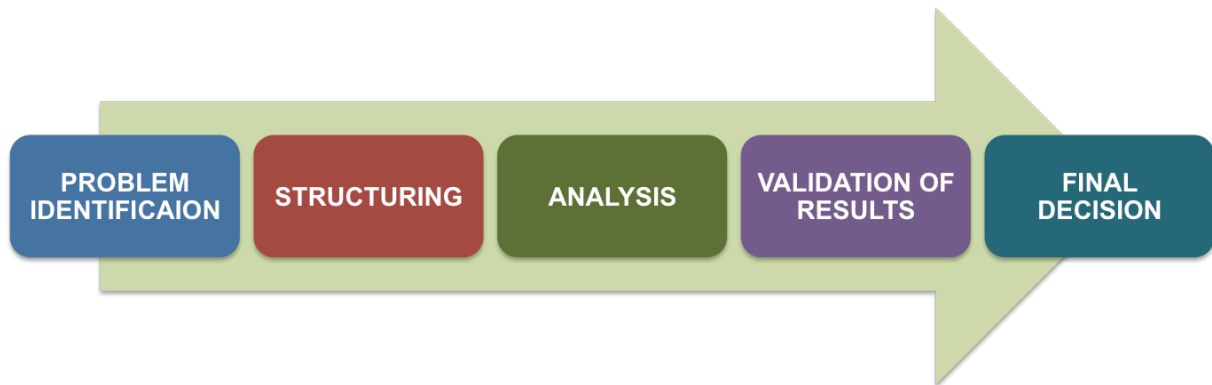 PROBLEM
IDENTIFICAION
STRUCTURING
ANALYSIS
VALIDATION OF
RESULTS
FINAL
DECISION